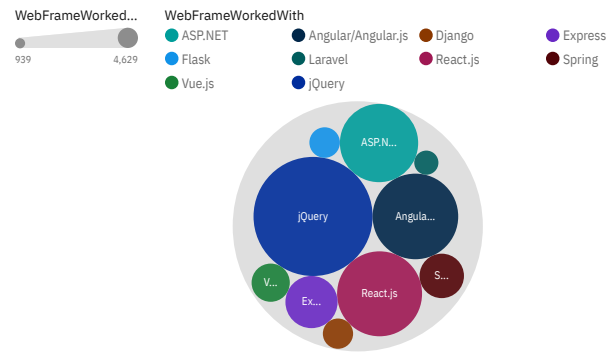 WebFrameWorked...
939
4,629
WebFrameWorkedWith
ASP.NET
Angular/Angular.js
Django
Express
Flask
Laravel
React.js
Spring
Vue.js
jQuery
ASP.N...
jQuery
Angula...
S...
V...
Ex...
React.js